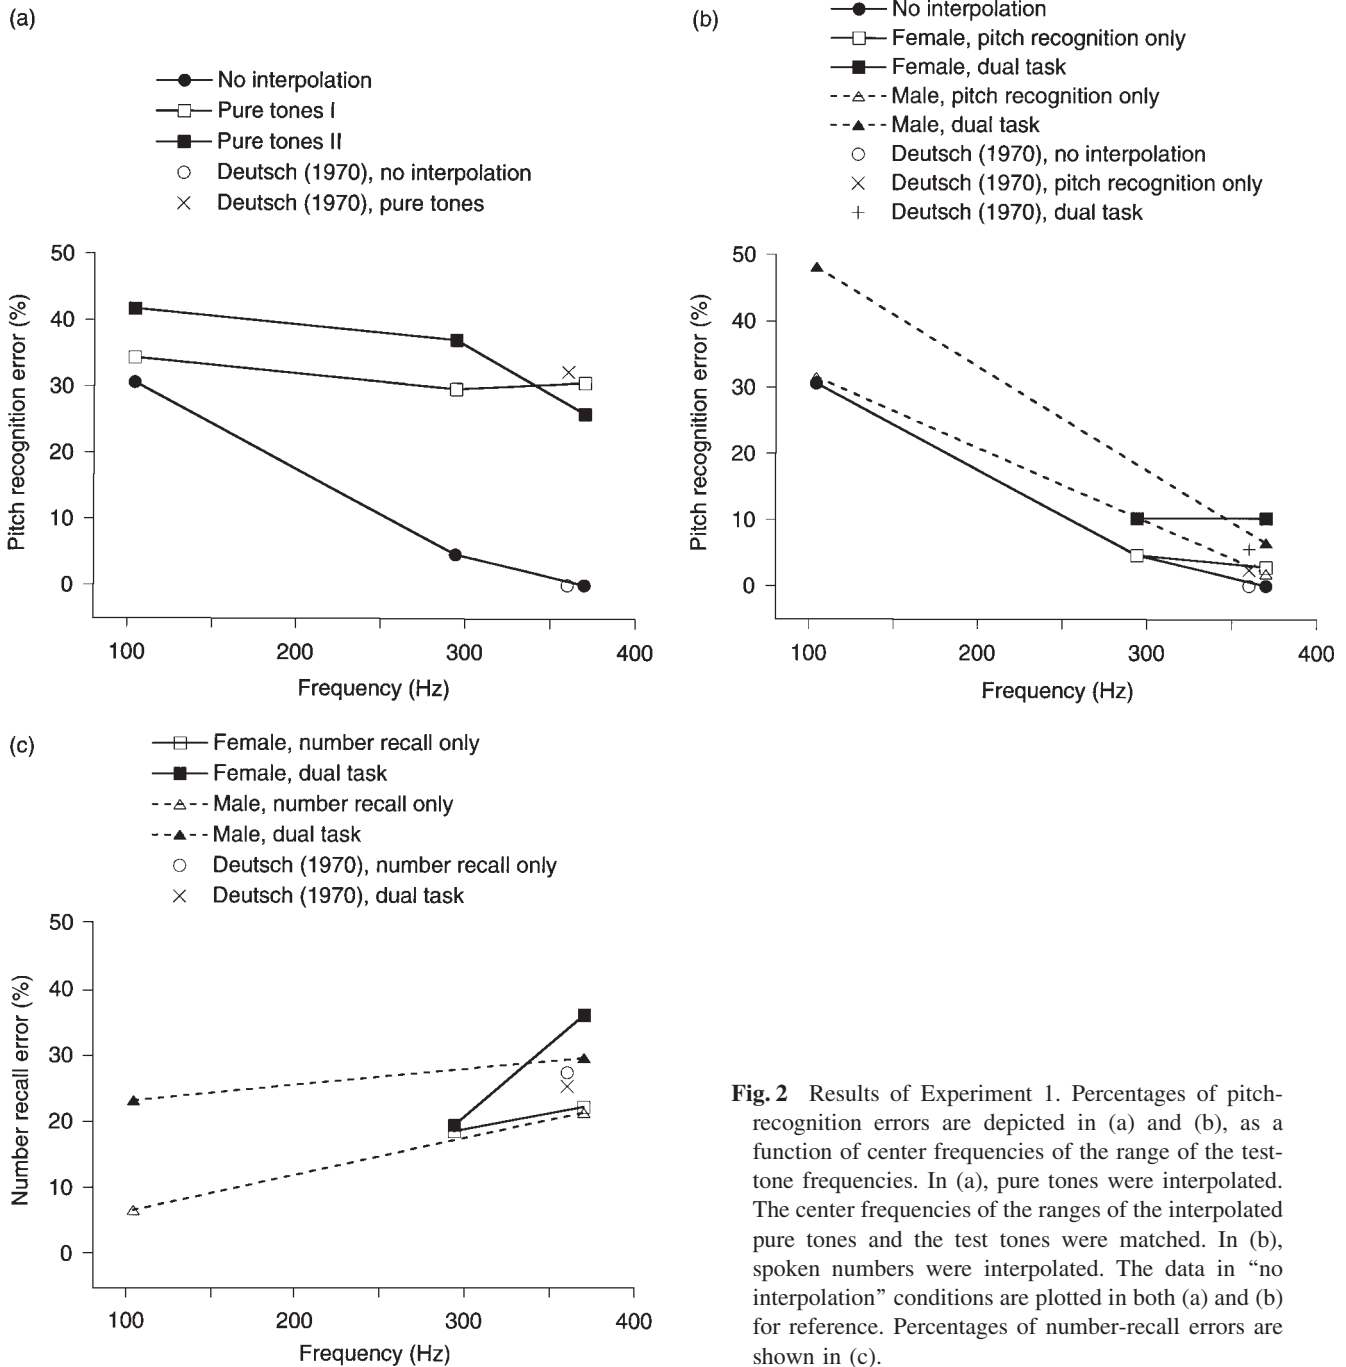 (a)
No interpolation
Pure tones I
Pure tones II
Deutsch (1970), no interpolation
Deutsch (1970), pure tones
Pitch recognition error (%)
50
40
30
20
10
0
100
200
300
400
Frequency (Hz)
(b)
No interpolation
Female, pitch recognition only
Female, dual task
Male, pitch recognition only
Male, dual task
Deutsch (1970), no interpolation
Deutsch (1970), pitch recognition only
Deutsch (1970), dual task
Pitch recognition error (%)
50
40
30
20
10
0
100
200
300
400
Frequency (Hz)
(c)
Female, number recall only
Female, dual task
Male, number recall only
Male, dual task
Deutsch (1970), number recall only
Deutsch (1970), dual task
Number recall error (%)
50
40
30
20
10
0
100
200
300
400
Frequency (Hz)
Fig. 2 Results of Experiment 1. Percentages of pitch-
recognition errors are depicted in (a) and (b), as a
function of center frequencies of the range of the test-
tone frequencies. In (a), pure tones were interpolated.
The center frequencies of the ranges of the interpolated
pure tones and the test tones were matched. In (b),
spoken numbers were interpolated. The data in “no
interpolation” conditions are plotted in both (a) and (b)
for reference. Percentages of number-recall errors are
shown in (c).